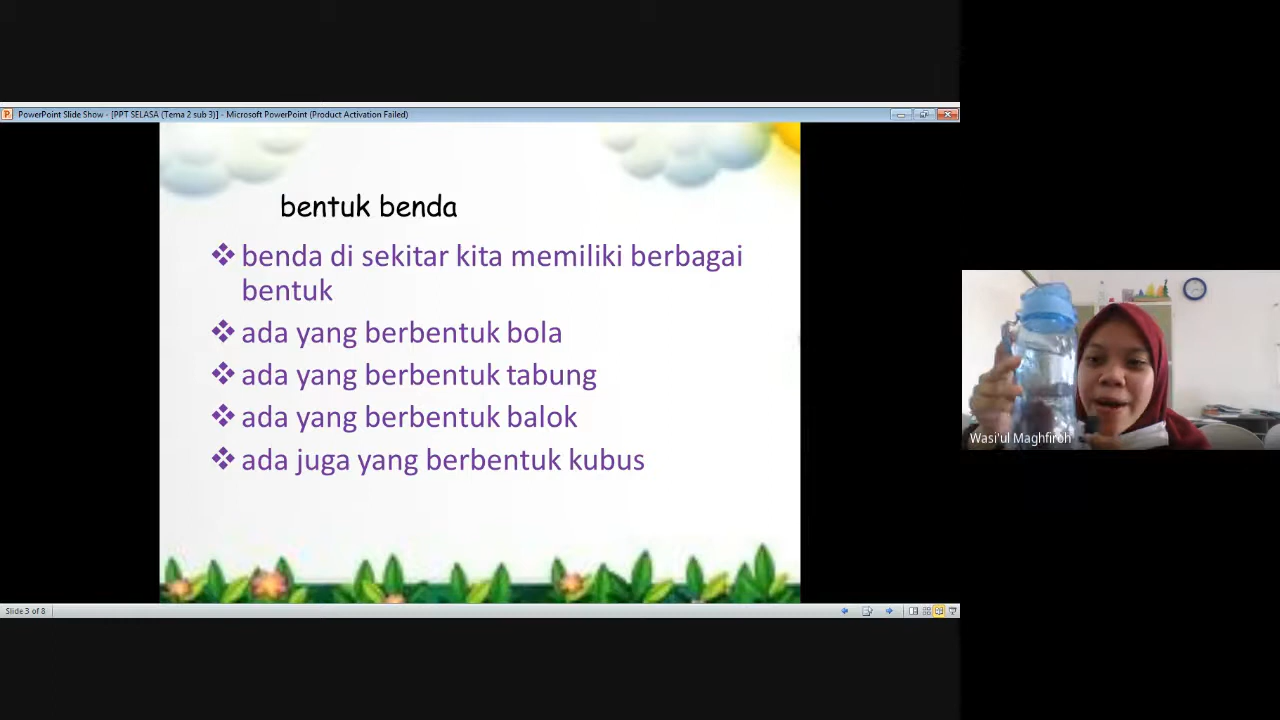 PowerPoint Slide Show - [PPT SELASA (Tema 2 sub 3)] - Microsoft PowerPoint (Product Activation Failed)
bentuk benda
❖ benda di sekitar kita memiliki berbagai
bentuk
❖ ada yang berbentuk bola
❖ ada yang berbentuk tabung
❖ ada yang berbentuk balok
❖ ada juga yang berbentuk kubus
Wasi'ul Maghfiroh
Slide 3 of 8